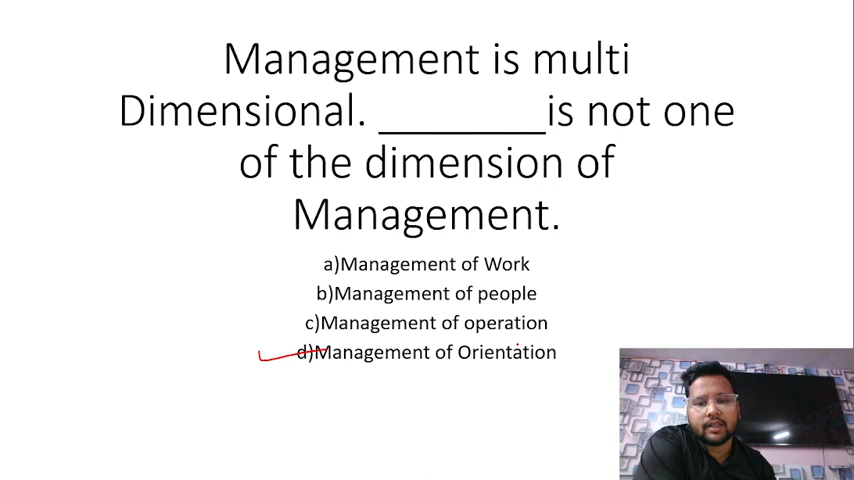 Management is multi
Dimensional. ________is not one
of the dimension of
Management.
a)Management of Work
b)Management of people
c)Management of operation
d)Management of Orientation